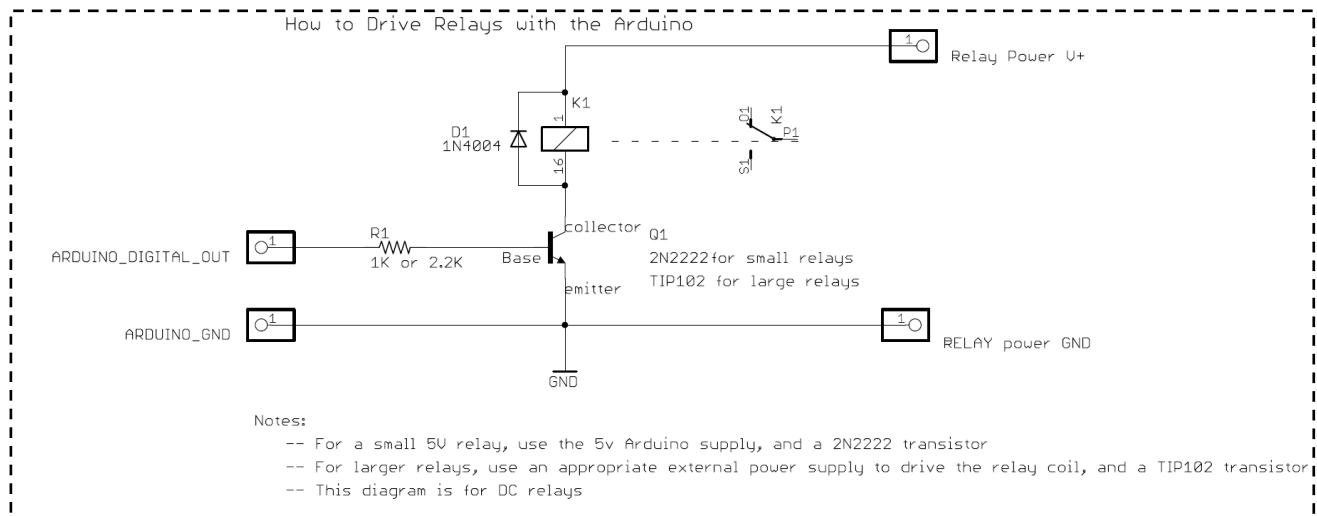 How to Drive Relays with the Arduino
1
Relay Power V+
K1
1
D1
1N4004
16
O1
K1
P1
S1
collector
Q1
R1
1
ARDUINO_DIGITAL_OUT
1K or 2.2K
Base
2N2222 for small relays
TIP102 for large relays
emitter
1
ARDUINO_GND
1
RELAY power GND
GND
Notes:
-- For a small 5V relay, use the 5v Arduino supply, and a 2N2222 transistor
-- For larger relays, use an appropriate external power supply to drive the relay coil, and a TIP102 transistor
-- This diagram is for DC relays